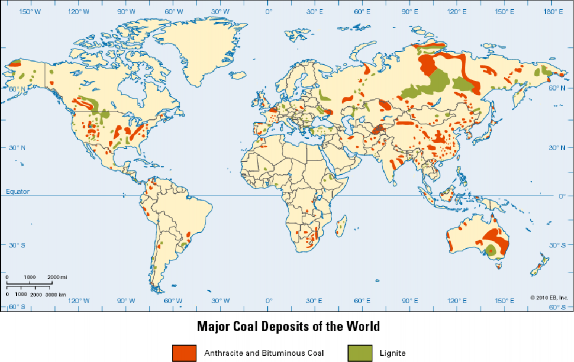 150°W 120°W 90°W 60°W 30°W 0° 30°E 60°E 90°E 120°E 150°E 180°
60°N 60°N
30°N 30°N
Equator 0°
30°S 30°S
0 1000 2000 mi
0 1000 2000 3000 km
© 2010 EB, Inc.
60°S 60°S
120°W 90°W 60°W 30°W 0° 30°E 60°E 90°E 120°E 150°E
Major Coal Deposits of the World
Anthracite and Bituminous Coal Lignite